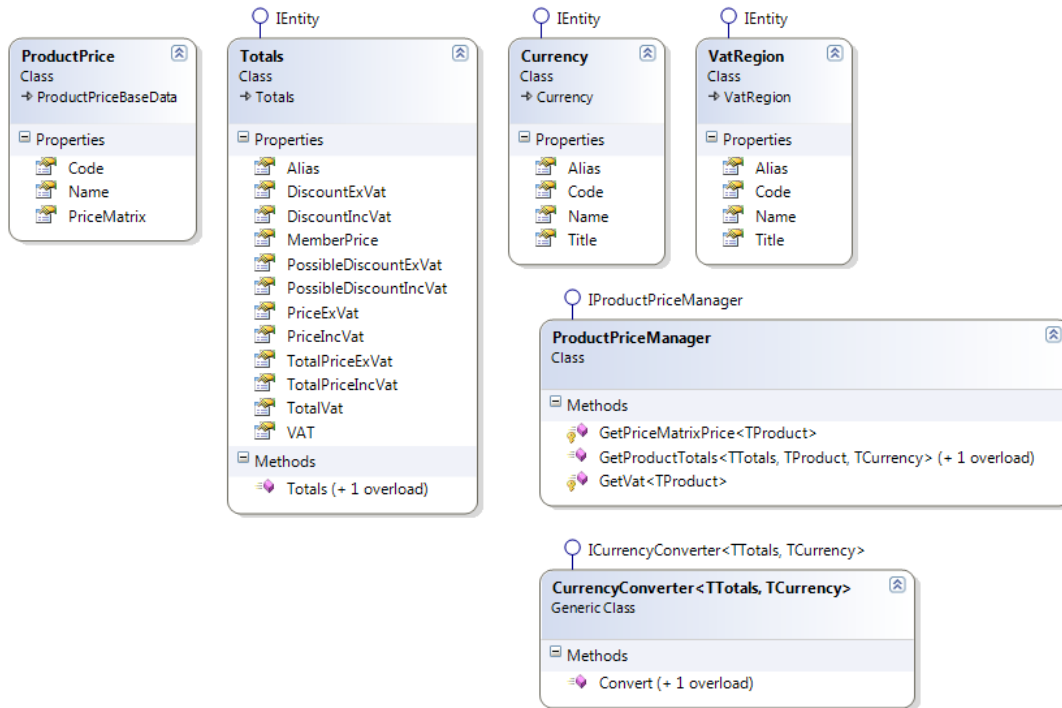 ProductPrice
Class
ProductPriceBaseData
Properties
Code
Name
PriceMatrix
IEntity
Totals
Class
Totals
Properties
Alias
DiscountExVat
DiscountIncVat
MemberPrice
PossibleDiscountExVat
PossibleDiscountIncVat
PriceExVat
PriceIncVat
TotalPriceExVat
TotalPriceIncVat
TotalVat
VAT
Methods
Totals (+ 1 overload)
IEntity
Currency
Class
Currency
Properties
Alias
Code
Name
Title
IEntity
VatRegion
Class
VatRegion
Properties
Alias
Code
Name
Title
IProductPriceManager
ProductPriceManager
Class
Methods
GetPriceMatrixPrice<TProduct>
GetProductTotals<TTotals, TProduct, TCurrency> (+ 1 overload)
GetVat<TProduct>
ICurrencyConverter<TTotals, TCurrency>
CurrencyConverter<TTotals, TCurrency>
Generic Class
Methods
Convert (+ 1 overload)